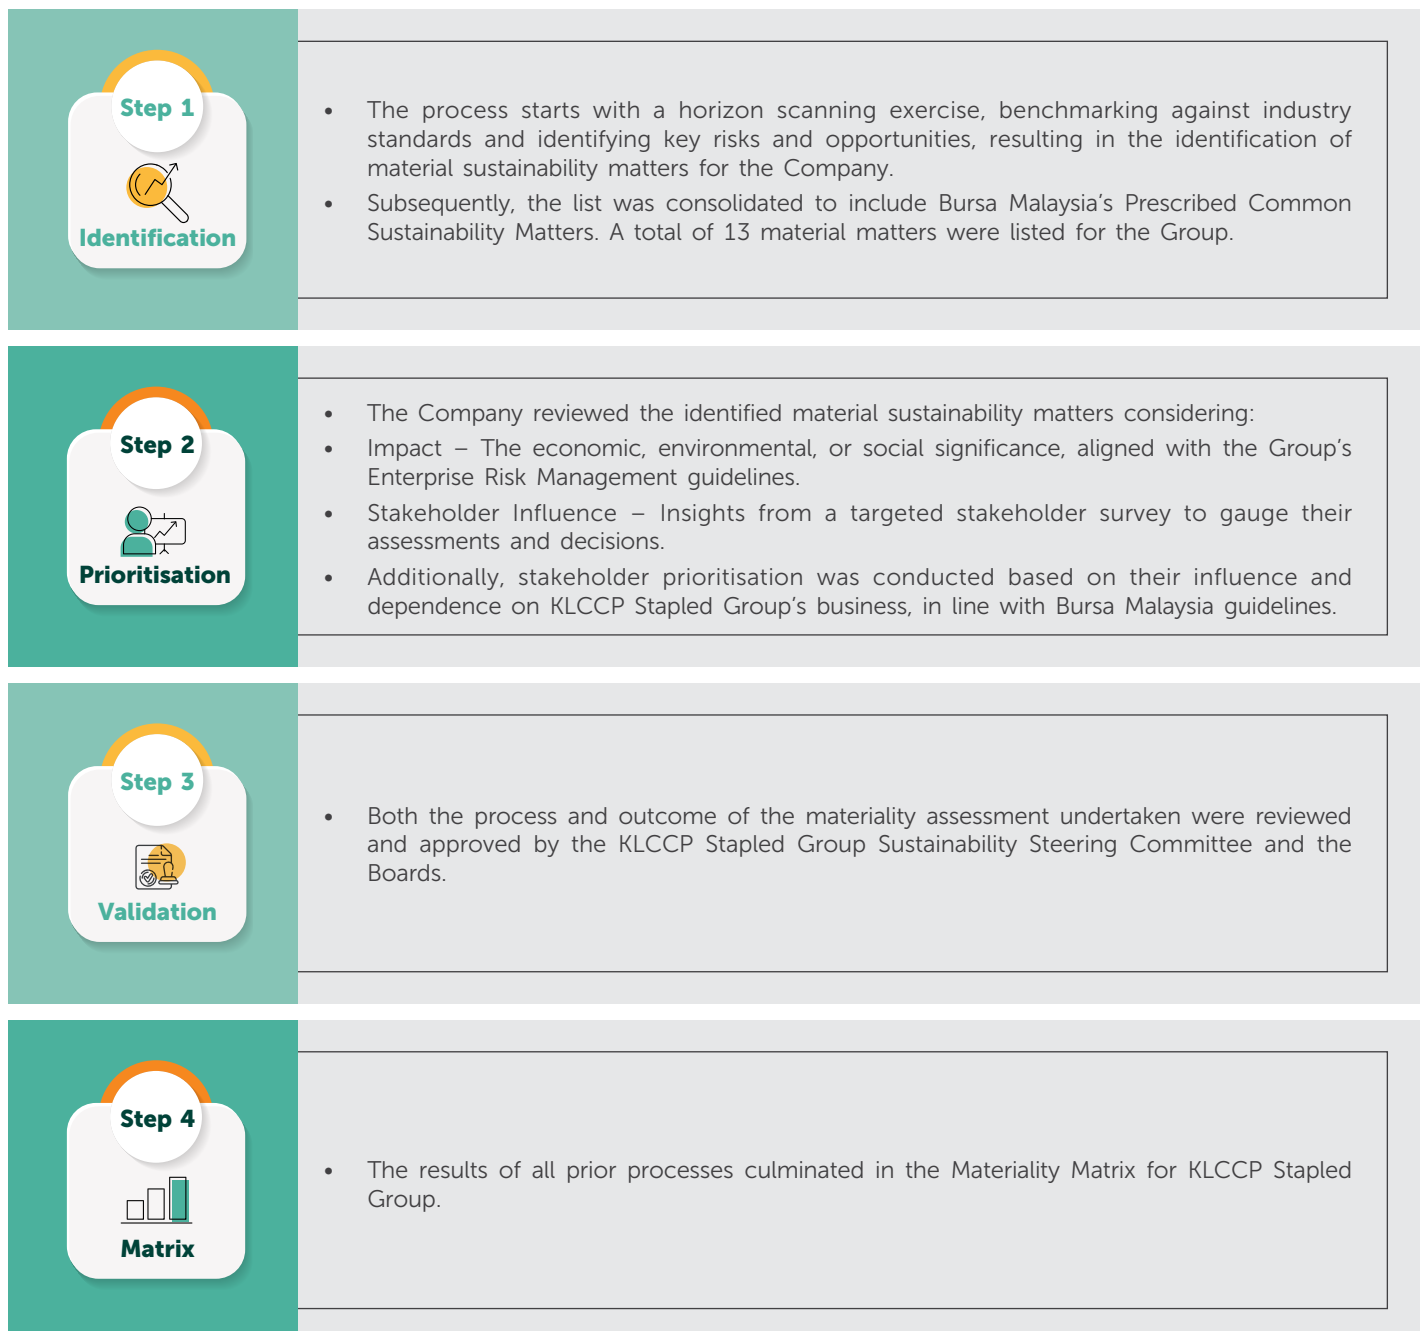 Step 1
Identification
• The process starts with a horizon scanning exercise, benchmarking against industry
standards and identifying key risks and opportunities, resulting in the identification of
material sustainability matters for the Company.
• Subsequently, the list was consolidated to include Bursa Malaysia’s Prescribed Common
Sustainability Matters. A total of 13 material matters were listed for the Group.
Step 2
Prioritisation
• The Company reviewed the identified material sustainability matters considering:
• Impact – The economic, environmental, or social significance, aligned with the Group’s
Enterprise Risk Management guidelines.
• Stakeholder Influence – Insights from a targeted stakeholder survey to gauge their
assessments and decisions.
• Additionally, stakeholder prioritisation was conducted based on their influence and
dependence on KLCCP Stapled Group’s business, in line with Bursa Malaysia guidelines.
Step 3
Validation
• Both the process and outcome of the materiality assessment undertaken were reviewed
and approved by the KLCCP Stapled Group Sustainability Steering Committee and the
Boards.
Step 4
Matrix
• The results of all prior processes culminated in the Materiality Matrix for KLCCP Stapled
Group.